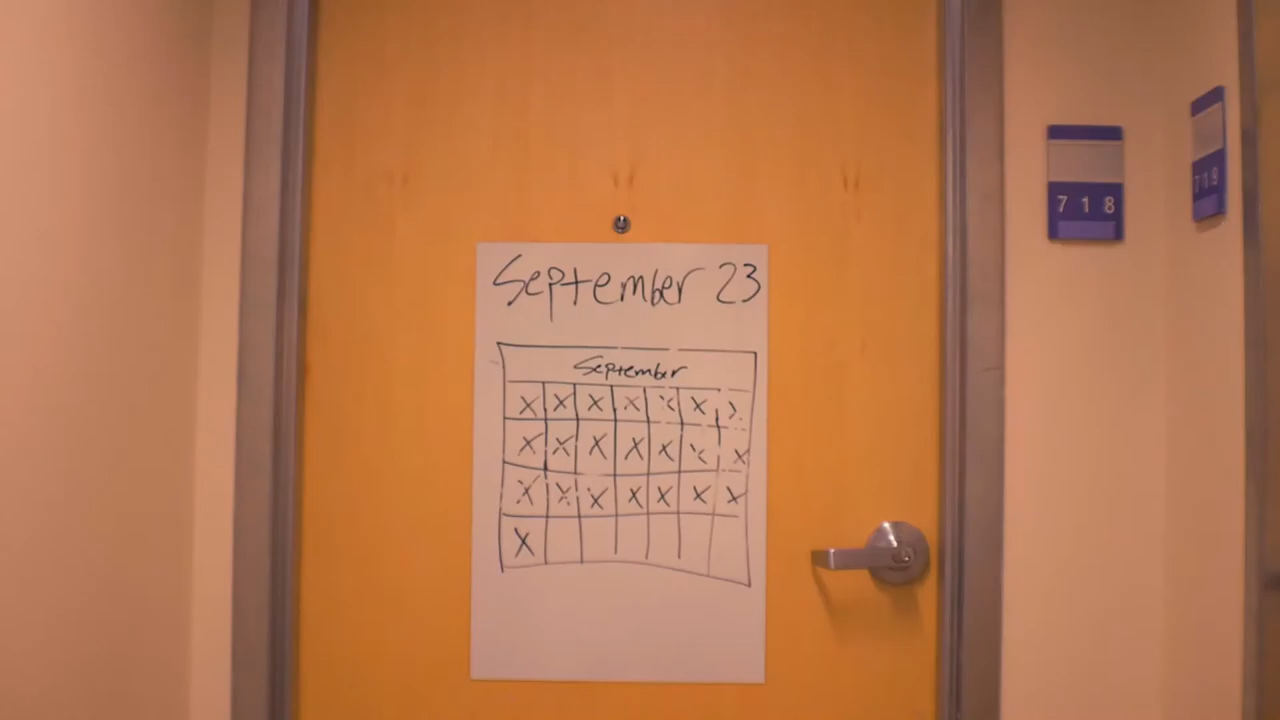 September 23
September
X X X X X X X
X X X X X X X
X X X X X X X
X
718
719